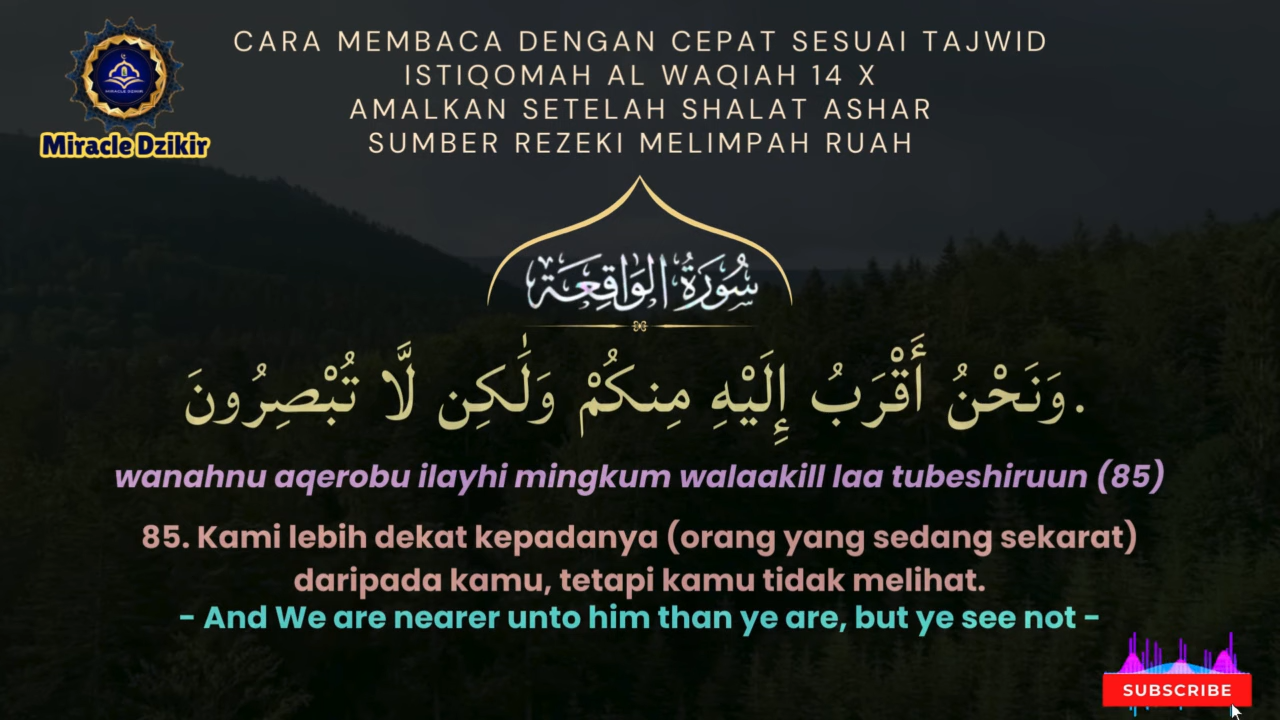 CARA MEMBACA DENGAN CEPAT SESUAI TAJWID
ISTIQOMAH AL WAQIAH 14 X
AMALKAN SETELAH SHALAT ASHAR
SUMBER REZEKI MELIMPAH RUAH
MIRACLE DZIKIR
Miracle Dzikir
سُورَةُ الوَاقِعَة
وَنَحْنُ أَقْرَبُ إِلَيْهِ مِنكُمْ وَلَٰكِن لَّا تُبْصِرُونَ.
wanahnu aqerobu ilayhi mingkum walaakill laa tubeshiruun (85)
85. Kami lebih dekat kepadanya (orang yang sedang sekarat)
daripada kamu, tetapi kamu tidak melihat.
- And We are nearer unto him than ye are, but ye see not -
SUBSCRIBE